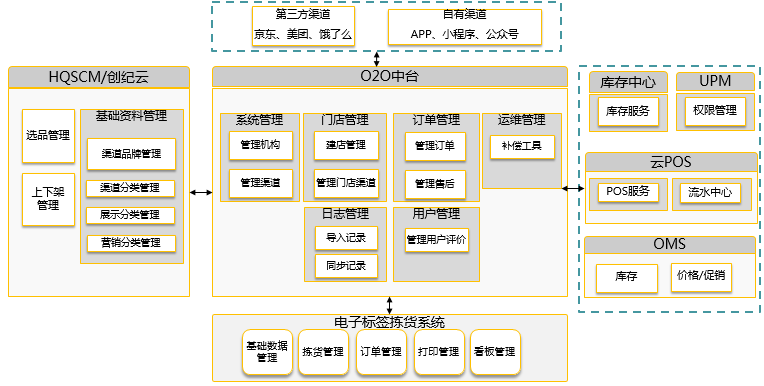 第三方渠道
京东、美团、饿了么
自有渠道
APP、小程序、公众号
HQSCM/创纪云
选品管理
上下架
管理
基础资料管理
渠道品牌管理
渠道分类管理
展示分类管理
营销分类管理
O2O中台
系统管理
管理机构
管理渠道
门店管理
建店管理
管理门店渠道
订单管理
管理订单
管理售后
运维管理
补偿工具
日志管理
导入记录
同步记录
用户管理
管理用户评价
库存中心
库存服务
UPM
权限管理
云POS
POS服务
流水中心
OMS
库存
价格/促销
电子标签拣货系统
基础数据
管理
拣货管理
订单管理
打印管理
看板管理